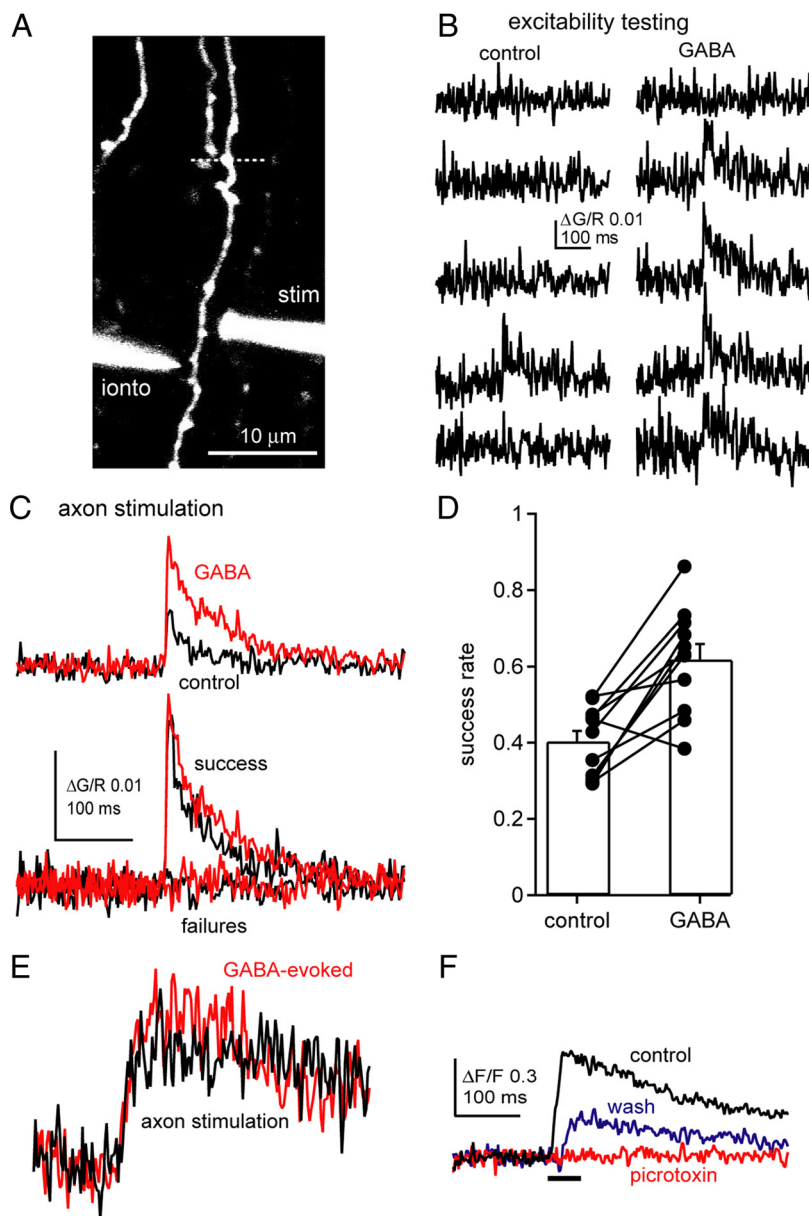 A
stim
ionto
10 μm
B
excitability testing
control
GABA
ΔG/R 0.01
100 ms
C
axon stimulation
GABA
control
success
ΔG/R 0.01
100 ms
failures
D
1
0.8
0.6
0.4
0.2
0
success rate
control
GABA
E
GABA-evoked
axon stimulation
F
control
ΔF/F 0.3
100 ms
wash
picrotoxin